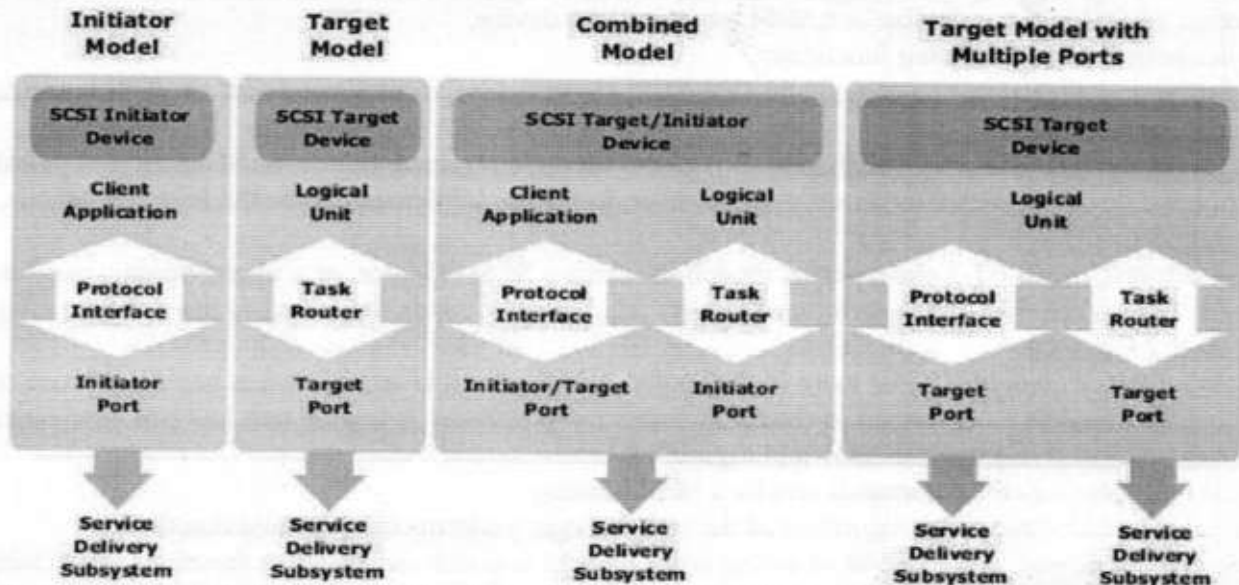 Initiator
Model
Target
Model
Combined
Model
Target Model with
Multiple Ports
SCSI Initiator
Device
SCSI Target
Device
SCSI Target/Initiator
Device
SCSI Target
Device
Client
Application
Logical
Unit
Client
Application
Logical
Unit
Logical
Unit
Protocol
Interface
Task
Router
Protocol
Interface
Task
Router
Protocol
Interface
Task
Router
Initiator
Port
Target
Port
Initiator/Target
Port
Initiator
Port
Target
Port
Target
Port
Service
Delivery
Subsystem
Service
Delivery
Subsystem
Service
Delivery
Subsystem
Service
Delivery
Subsystem
Service
Delivery
Subsystem